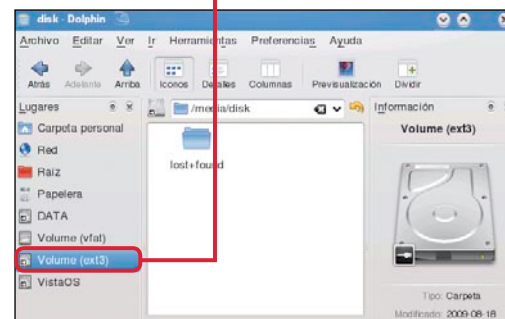 disk - Dolphin
Archivo Editar Ver Ir Herramientas Preferencias Ayuda
Atrás Adelante Arriba Iconos Detalles Columnas Previsualización Dividir
Lugares
/media/disk
Información
Carpeta personal
Red
Raíz
Papelera
DATA
Volume (vfat)
Volume (ext3)
VistaOS
lost+found
Volume (ext3)
Tipo: Carpeta
Modificado: 2009-08-18